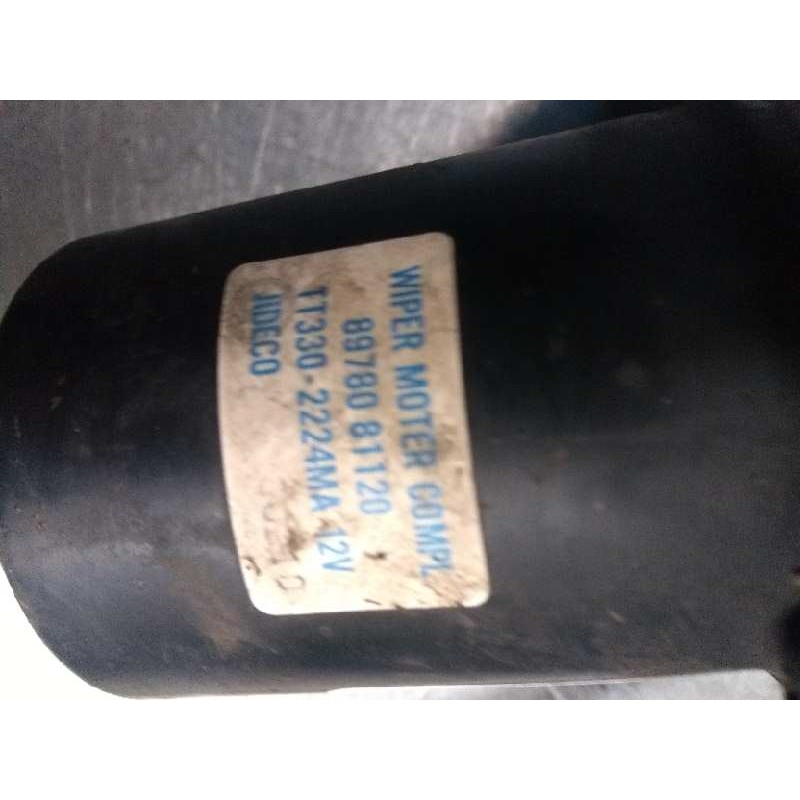 WIPER MOTER COMPL
89780 81120
TT330-2224MA 12V
JIDECO